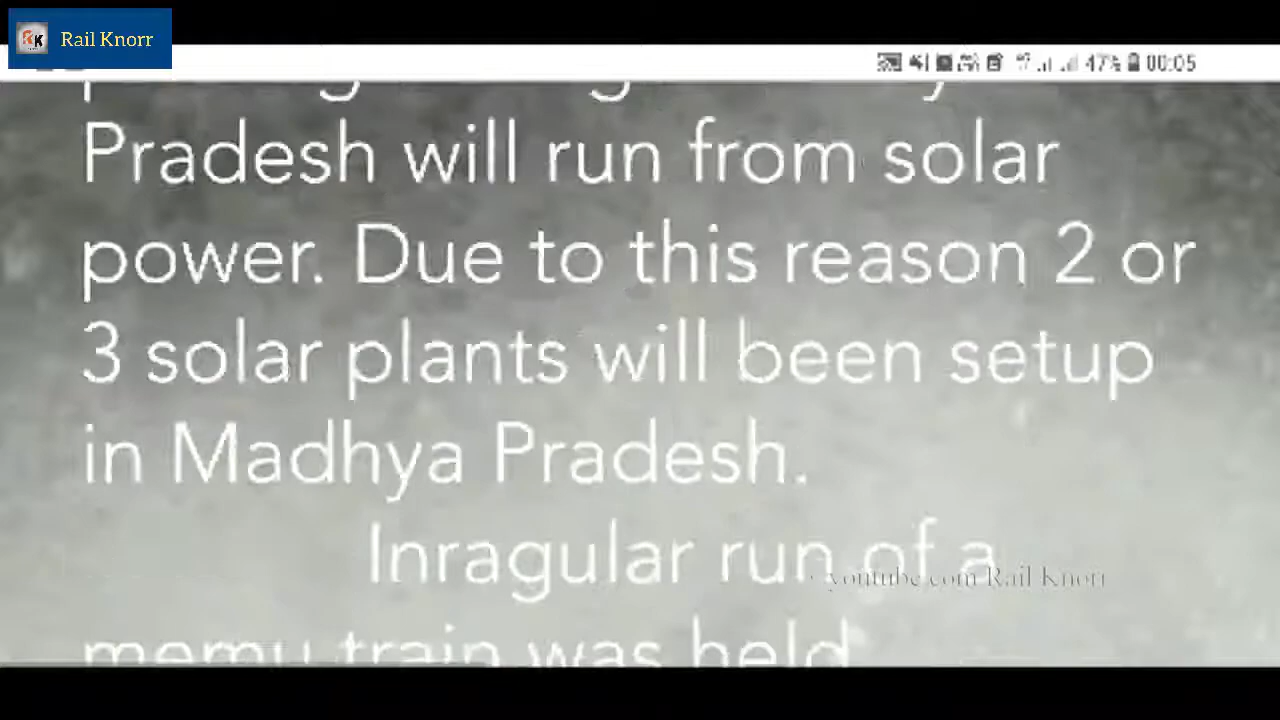 Rail Knorr
47% 00:05
Pradesh will run from solar
power. Due to this reason 2 or
3 solar plants will been setup
in Madhya Pradesh.
Inragular run of a
youtube.com Rail Knorr
memu train was held